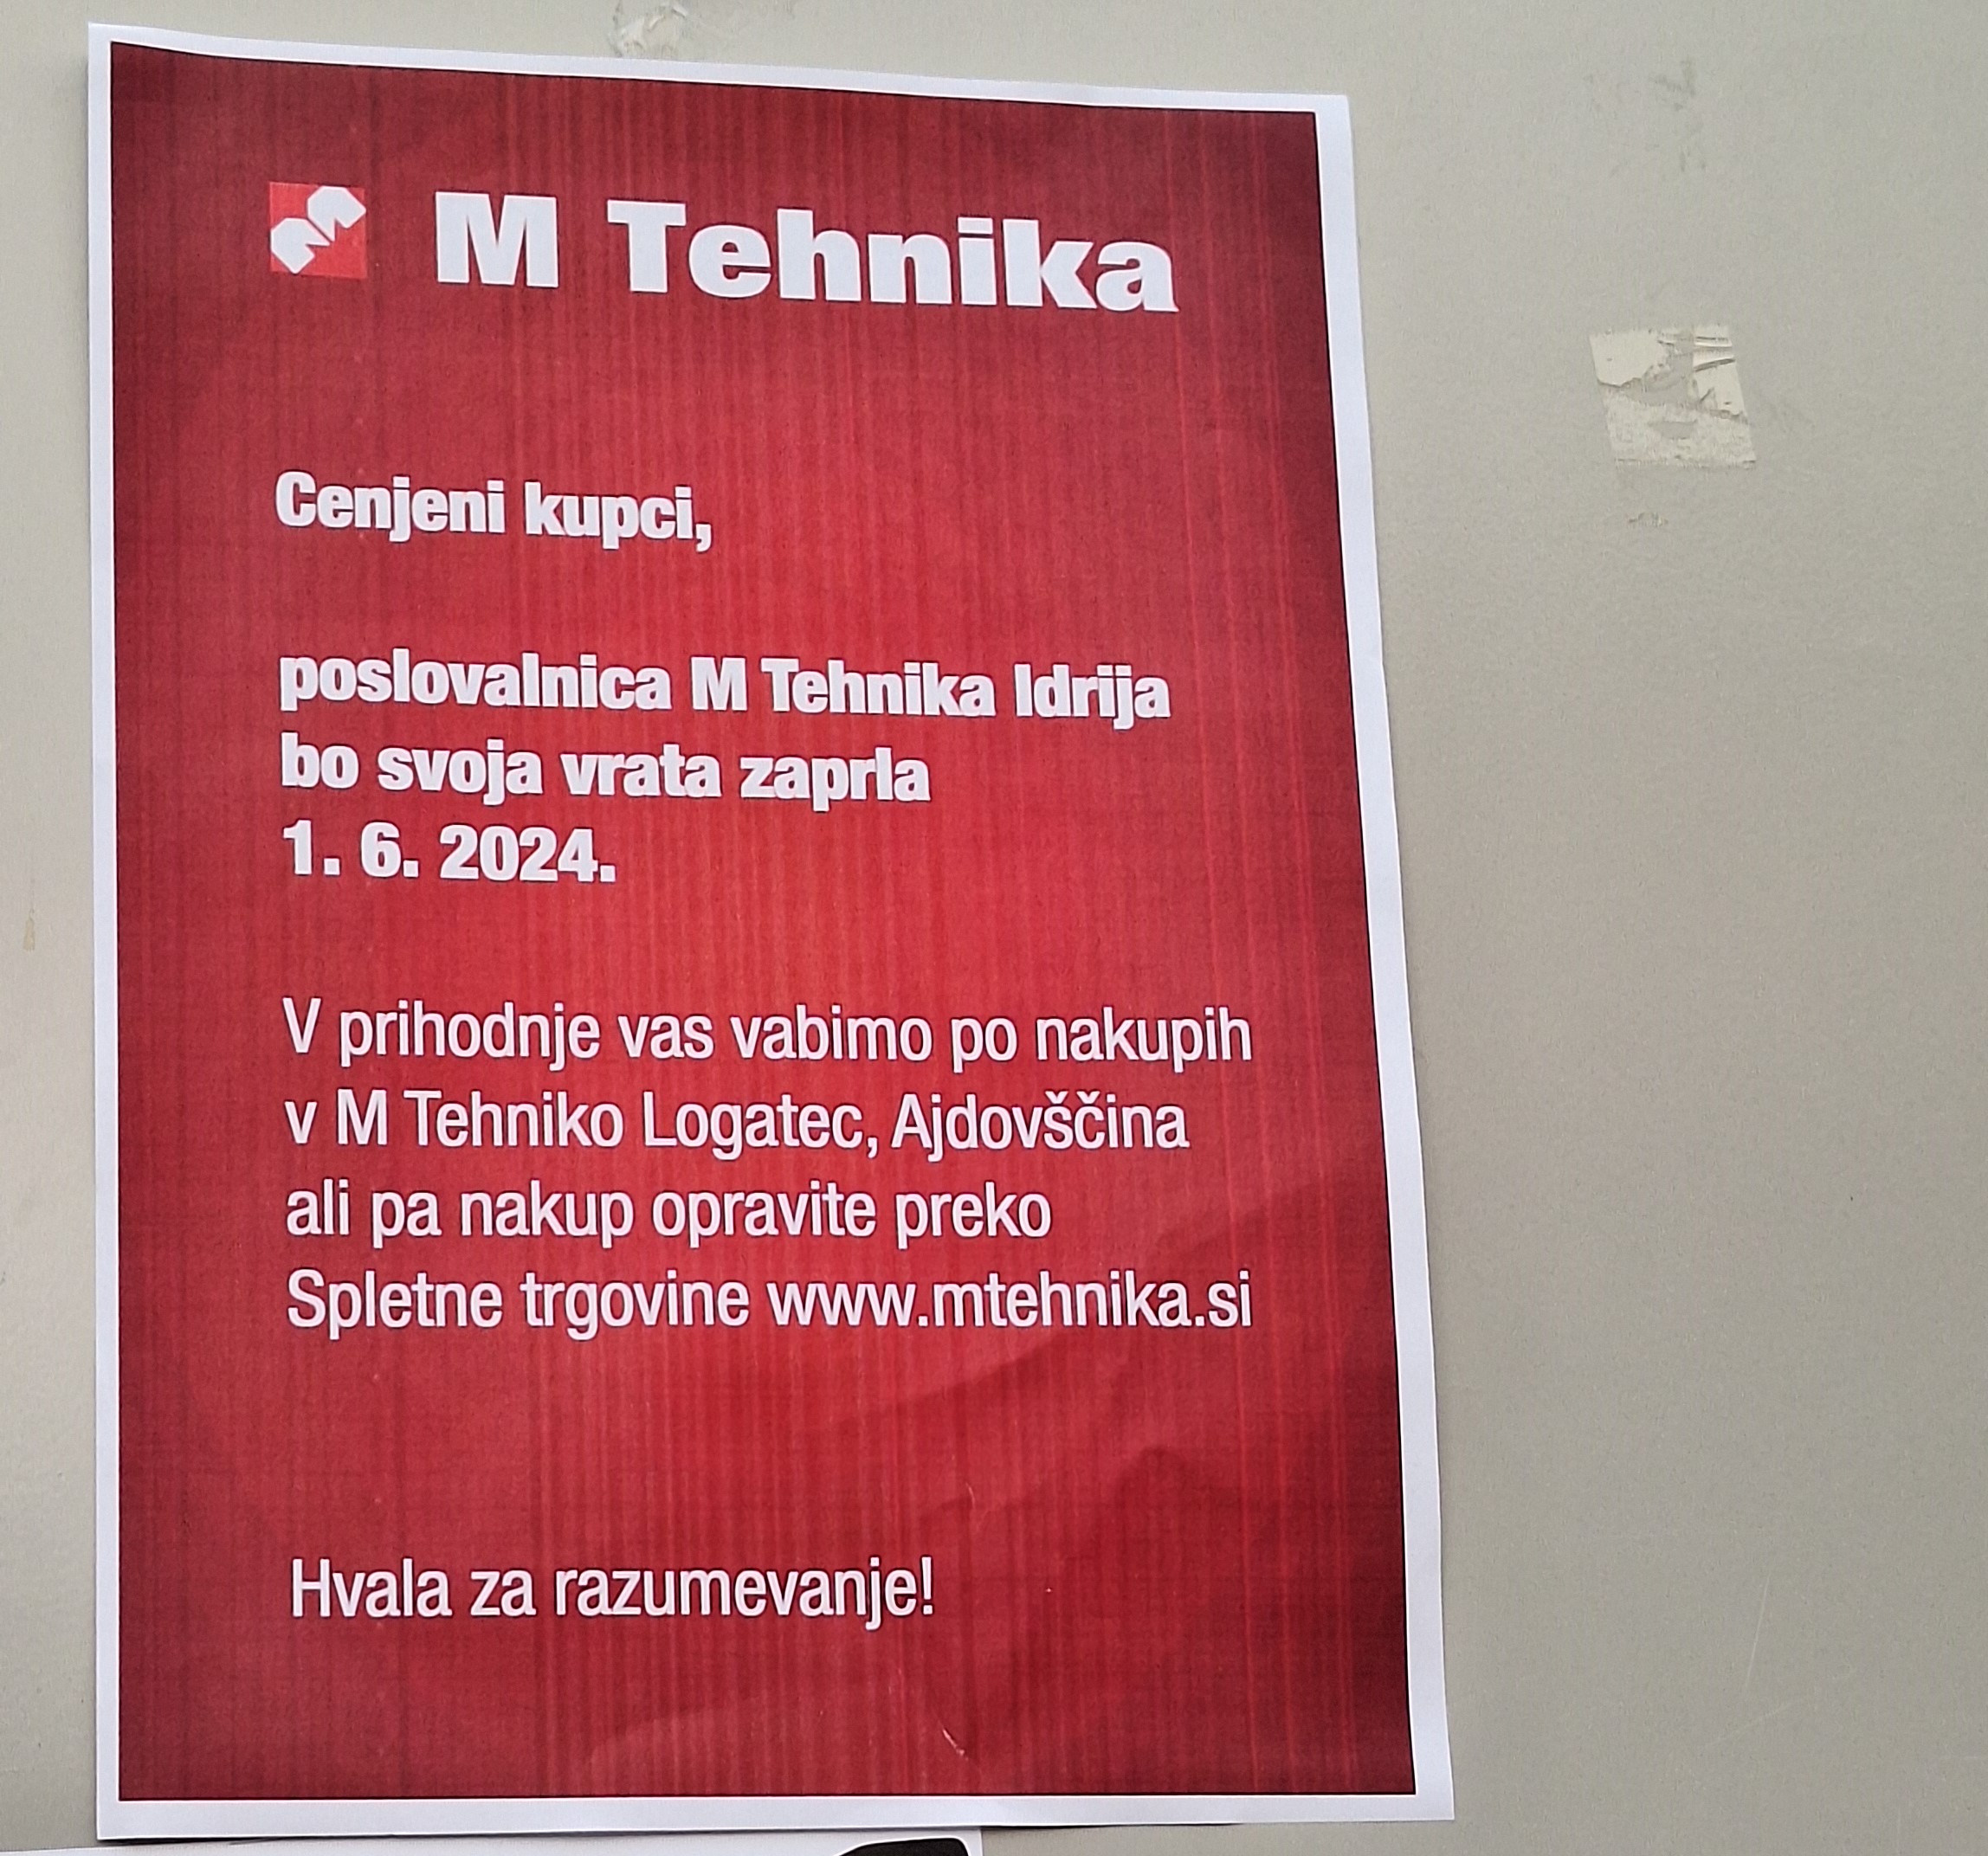 M Tehnika
Cenjeni kupci,
poslovalnica M Tehnika Idrija
bo svoja vrata zaprla
1. 6. 2024.
V prihodnje vas vabimo po nakupih
v M Tehniko Logatec, Ajdovščina
ali pa nakup opravite preko
Spletne trgovine www.mtehnika.si
Hvala za razumevanje!